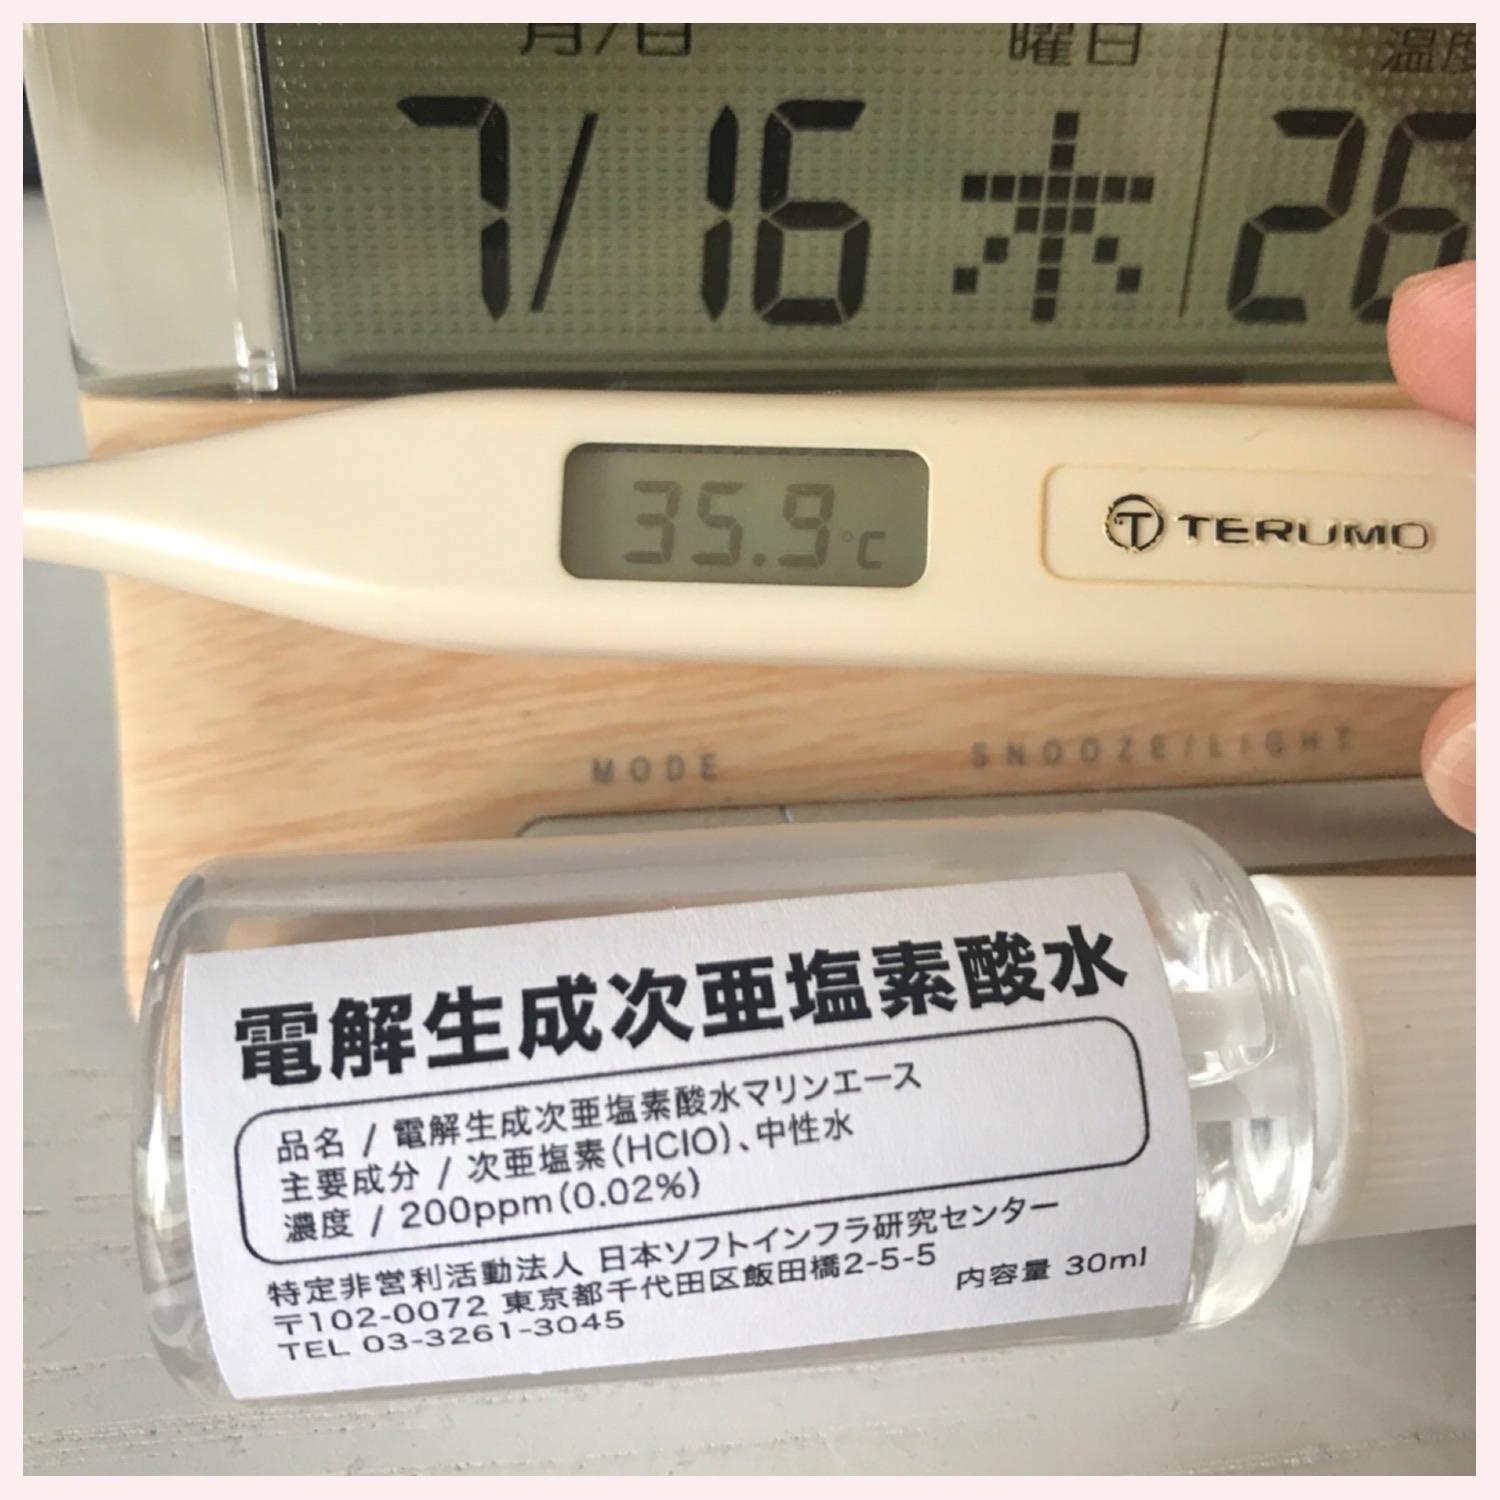 月/日 曜日 温度
7/16 木 26
35.9℃
TERUMO
MODE SNOOZE/LIGHT
電解生成次亜塩素酸水
品名 / 電解生成次亜塩素酸水マリンエース
主要成分 / 次亜塩素(HClO)、中性水
濃度 / 200ppm(0.02%)
特定非営利活動法人 日本ソフトインフラ研究センター
〒102-0072 東京都千代田区飯田橋2-5-5
内容量 30ml
TEL 03-3261-3045